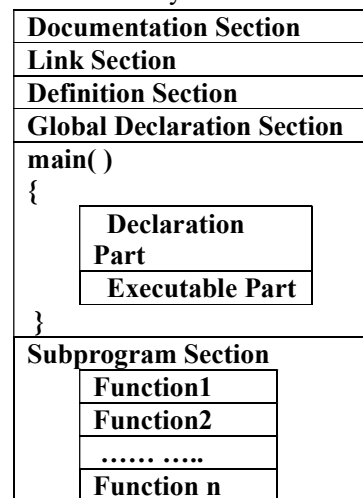 Documentation Section
Link Section
Definition Section
Global Declaration Section
main( )
{
Declaration
Part
Executable Part
}
Subprogram Section
Function1
Function2
…… …..
Function n